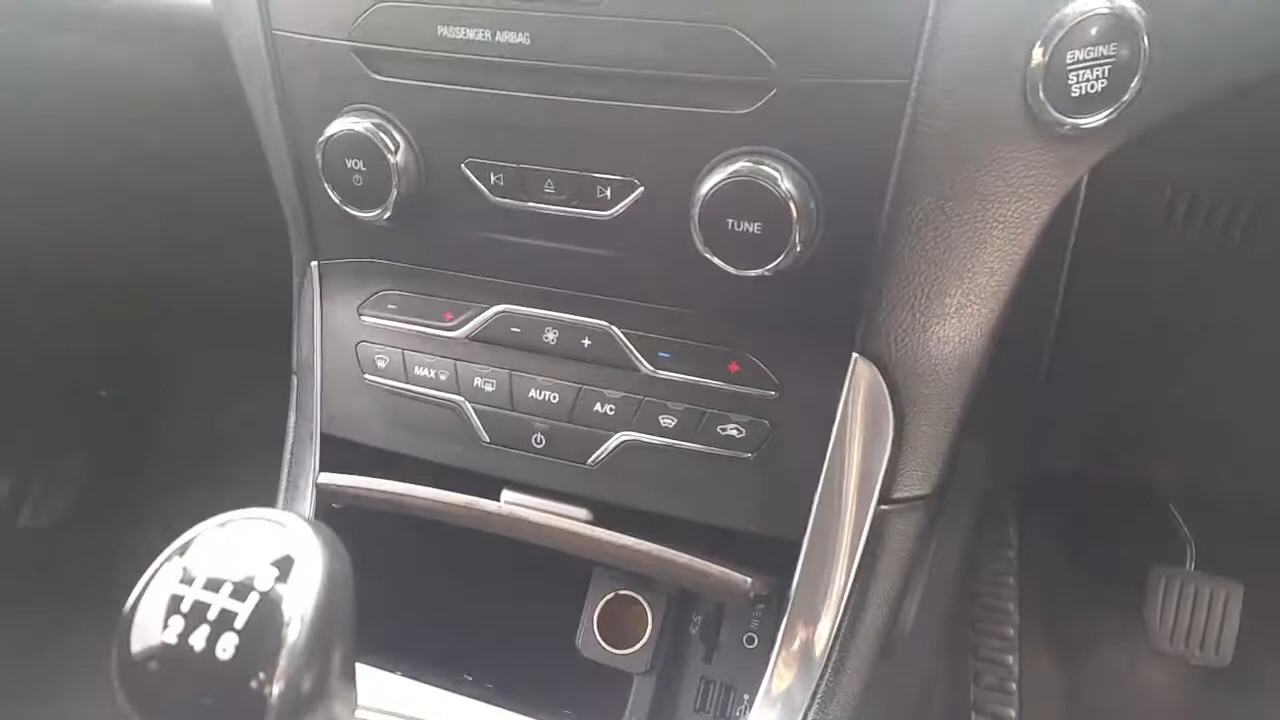 PASSENGER AIRBAG
ENGINE
START
STOP
VOL
TUNE
- +
- +
- +
MAX
R
AUTO
A/C
2 4 6